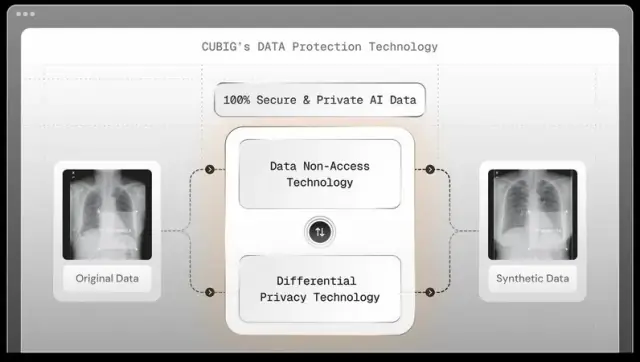 CUBIG's DATA Protection Technology
100% Secure & Private AI Data
Data Non-Access
Technology
Differential
Privacy Technology
Original Data
Synthetic Data